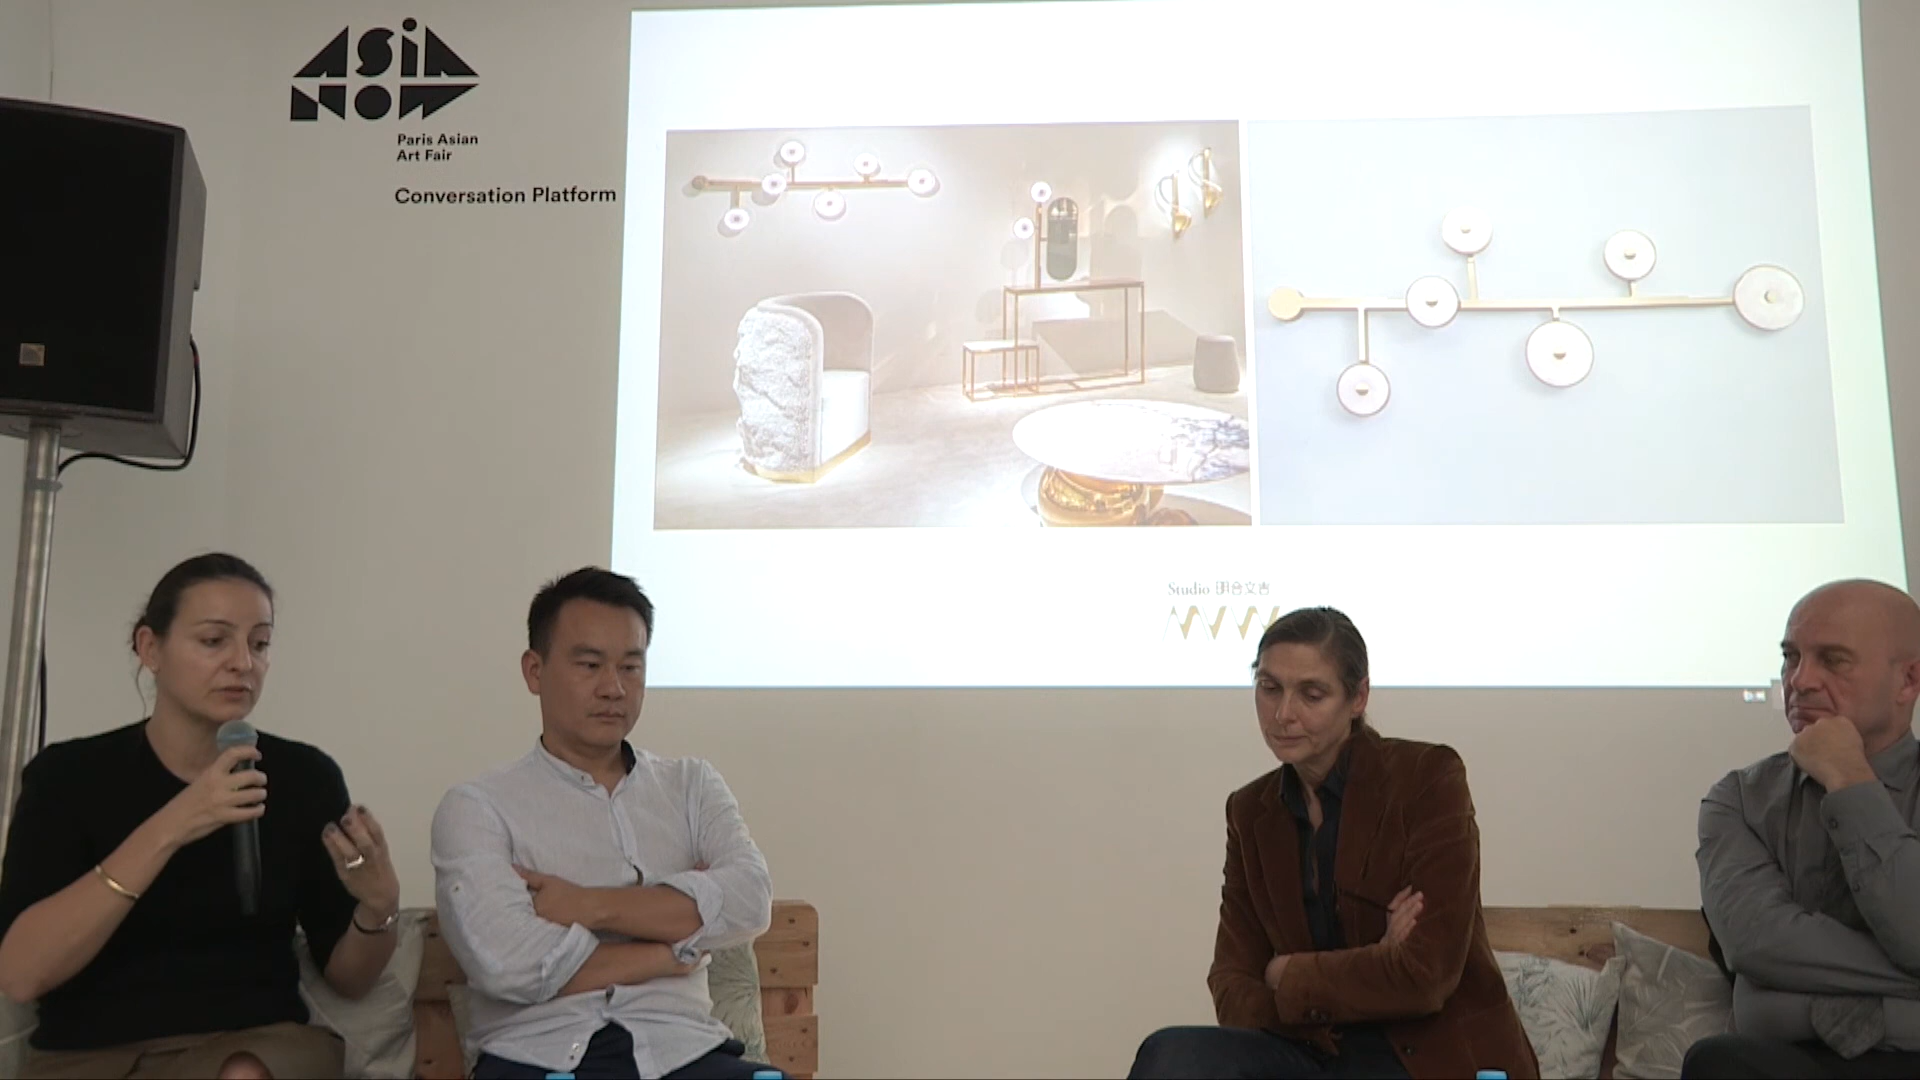 ASiA
NOW
Paris Asian
Art Fair
Conversation Platform
Studio